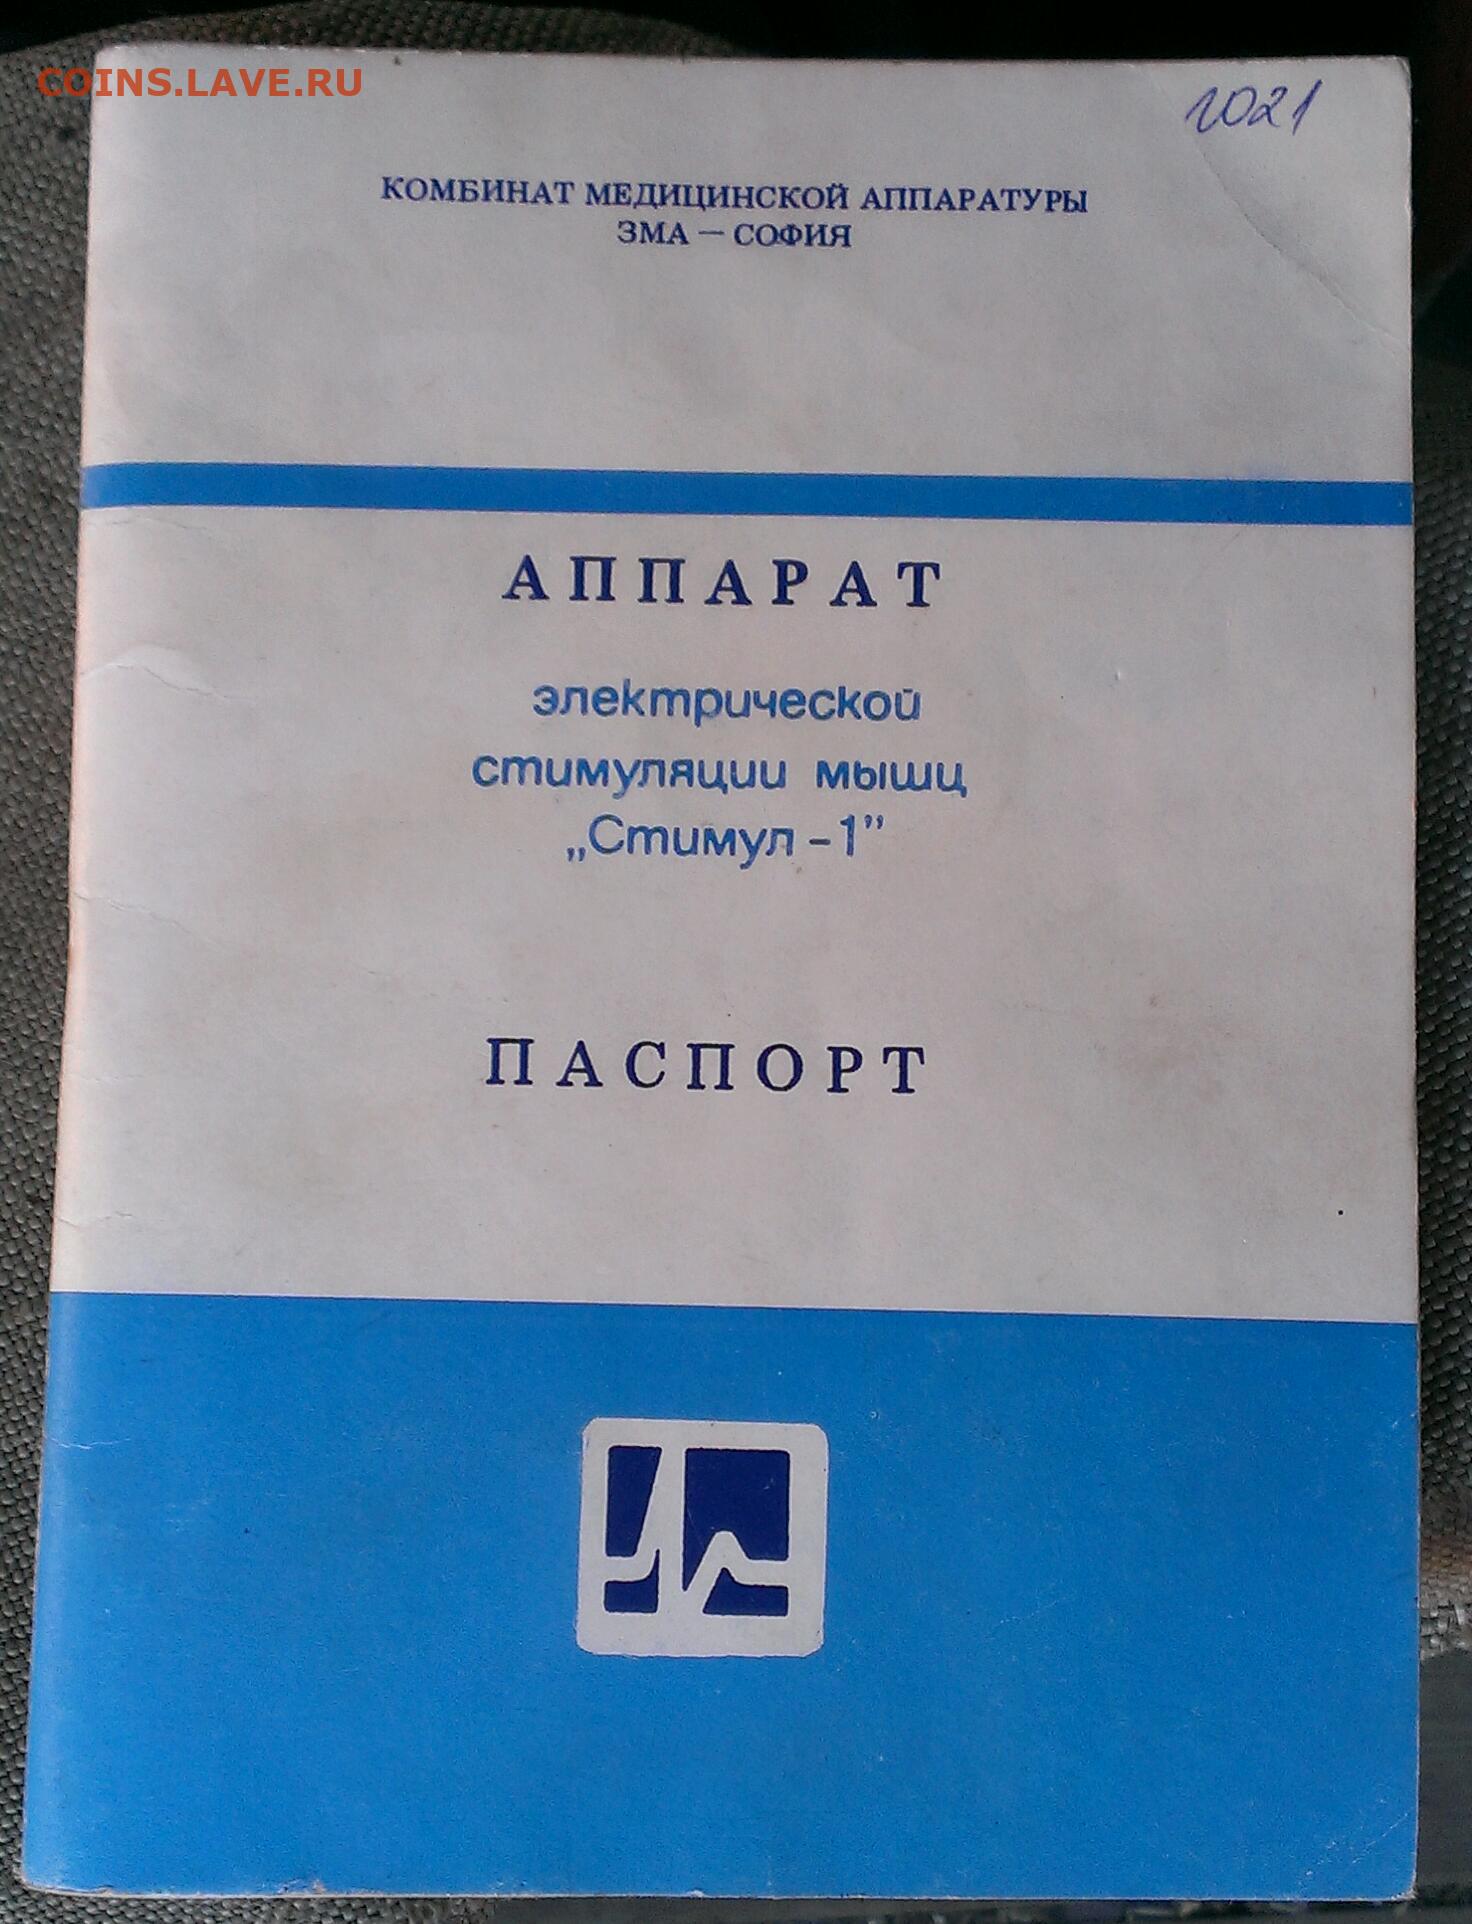 COINS.LAVE.RU
1021
КОМБИНАТ МЕДИЦИНСКОЙ АППАРАТУРЫ
ЗМА — СОФИЯ
АППАРАТ
электрической
стимуляции мышц
„Стимул -1”
ПАСПОРТ